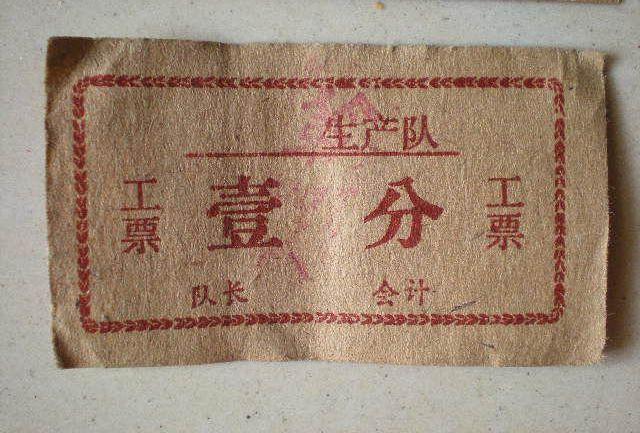 生产队
工票 壹分 工票
队长 会计